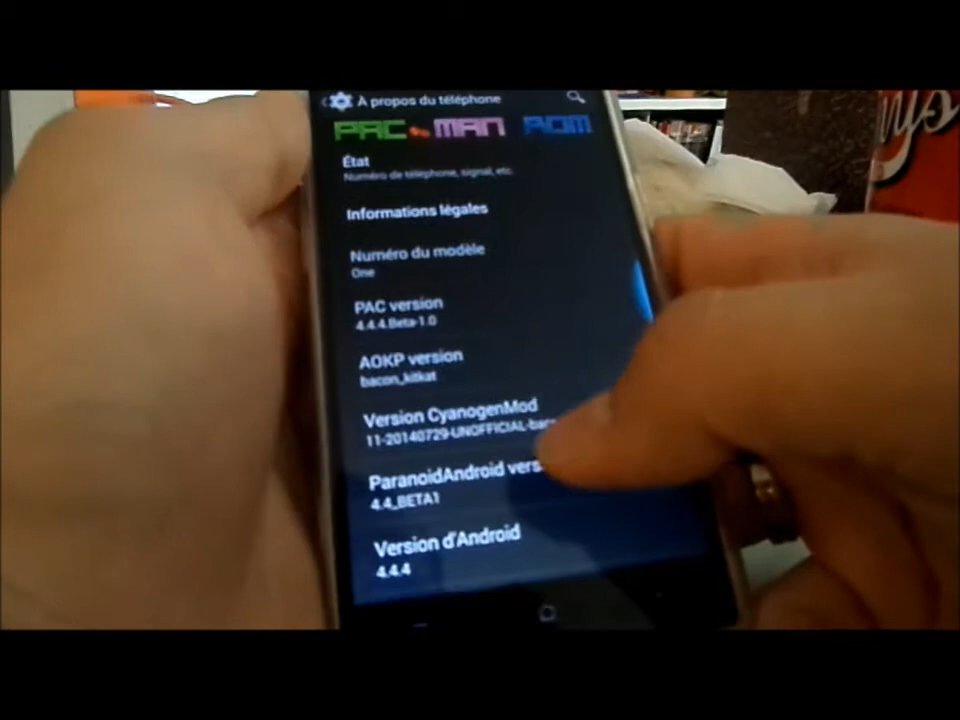 À propos du téléphone
PAC MAN ROM
État
Numéro de téléphone, signal, etc.
Informations légales
Numéro du modèle
One
PAC version
4.4.4.Beta-1.0
AOKP version
bacon_kitkat
Version CyanogenMod
11-20140729-UNOFFICIAL-bac
ParanoidAndroid vers
4.4_BETA1
Version d'Android
4.4.4